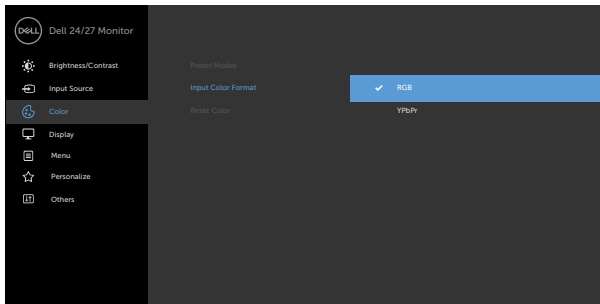 DELL Dell 24/27 Monitor
Brightness/Contrast
Input Source
Color
Display
Menu
Personalize
Others
Preset Modes
Input Color Format
Reset Color
RGB
YPbPr